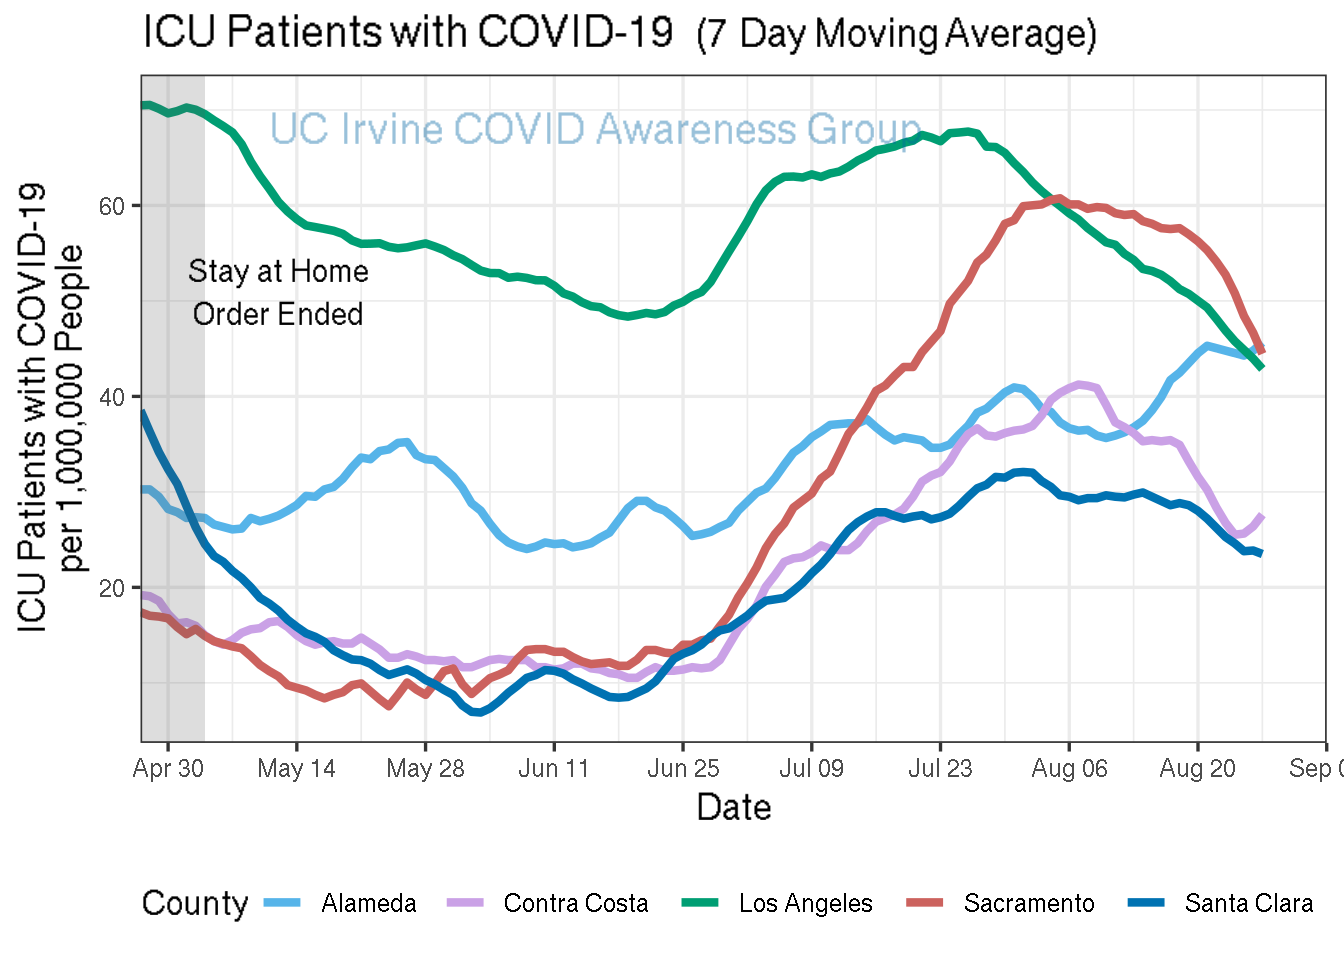 ICU Patients with COVID-19 (7 Day Moving Average)
UC Irvine COVID Awareness Group
Stay at Home
Order Ended
ICU Patients with COVID-19
per 1,000,000 People
60
40
20
Apr 30 May 14 May 28 Jun 11 Jun 25 Jul 09 Jul 23 Aug 06 Aug 20 Sep
Date
County Alameda Contra Costa Los Angeles Sacramento Santa Clara